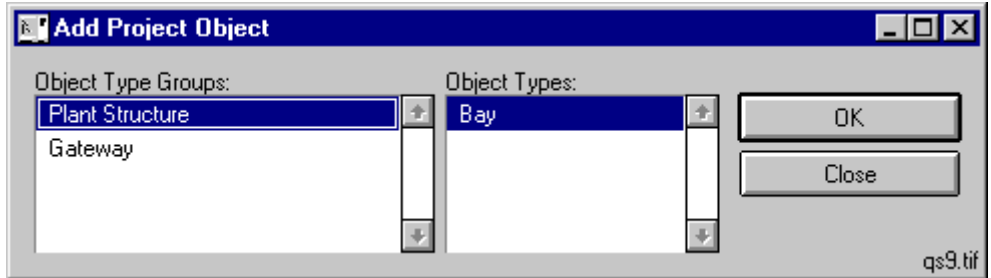 Add Project Object
Object Type Groups:
Plant Structure
Gateway
Object Types:
Bay
OK
Close
qs9.tif